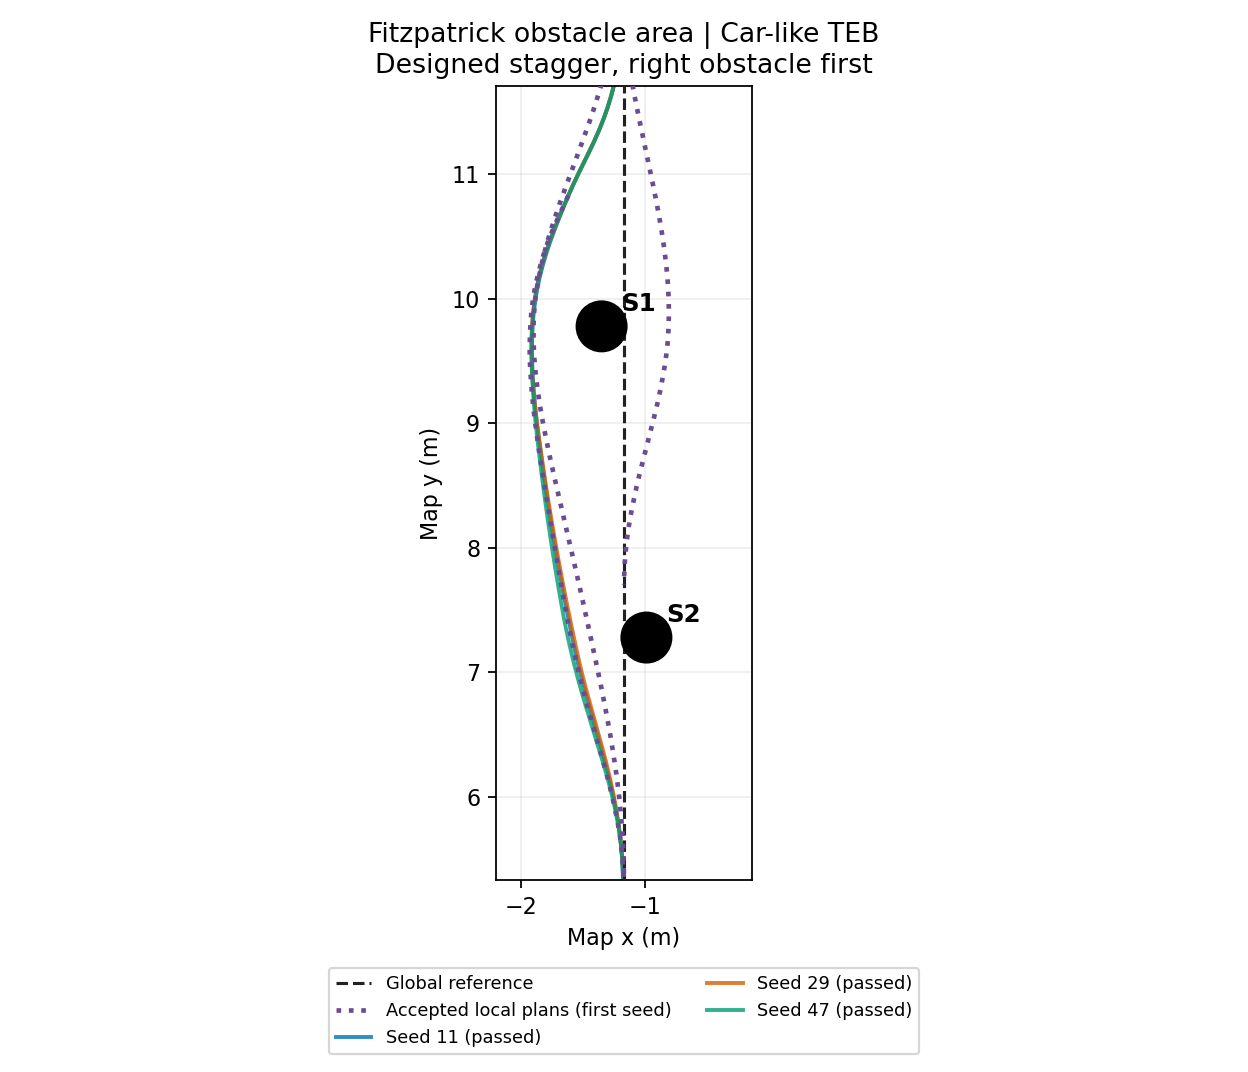 Fitzpatrick obstacle area | Car-like TEB
Designed stagger, right obstacle first
11
10
9
8
7
6
Map y (m)
S1
S2
−2
−1
Map x (m)
Global reference
Accepted local plans (first seed)
Seed 11 (passed)
Seed 29 (passed)
Seed 47 (passed)